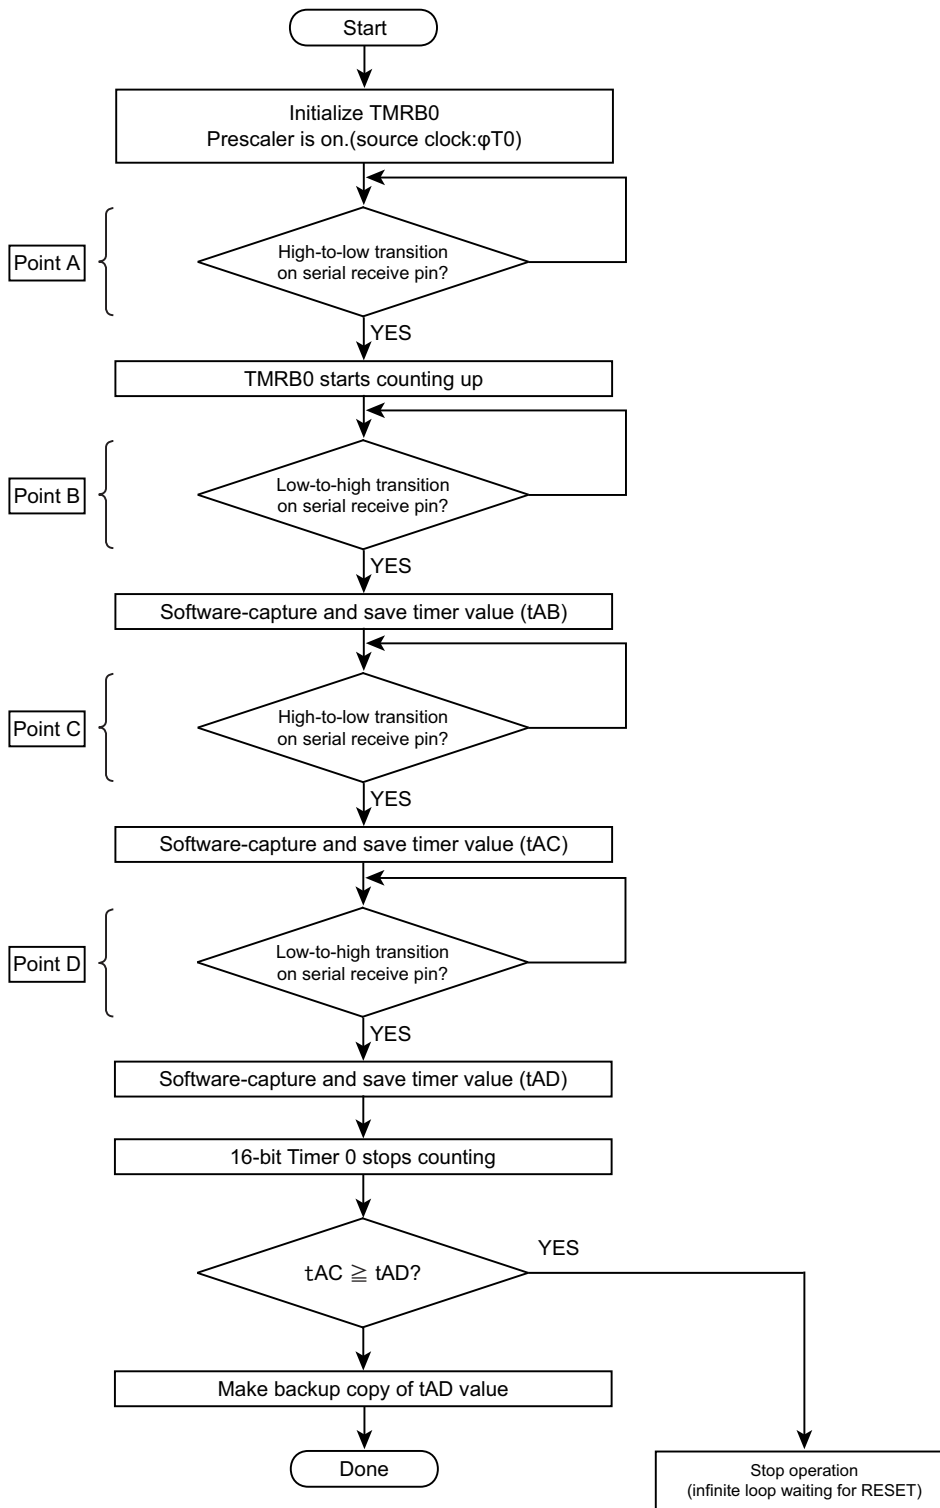 Start
Initialize TMRB0
Prescaler is on.(source clock:φT0)
Point A
High-to-low transition
on serial receive pin?
YES
TMRB0 starts counting up
Point B
Low-to-high transition
on serial receive pin?
YES
Software-capture and save timer value (tAB)
Point C
High-to-low transition
on serial receive pin?
YES
Software-capture and save timer value (tAC)
Point D
Low-to-high transition
on serial receive pin?
YES
Software-capture and save timer value (tAD)
16-bit Timer 0 stops counting
tAC ≧ tAD?
YES
Make backup copy of tAD value
Done
Stop operation
(infinite loop waiting for RESET)